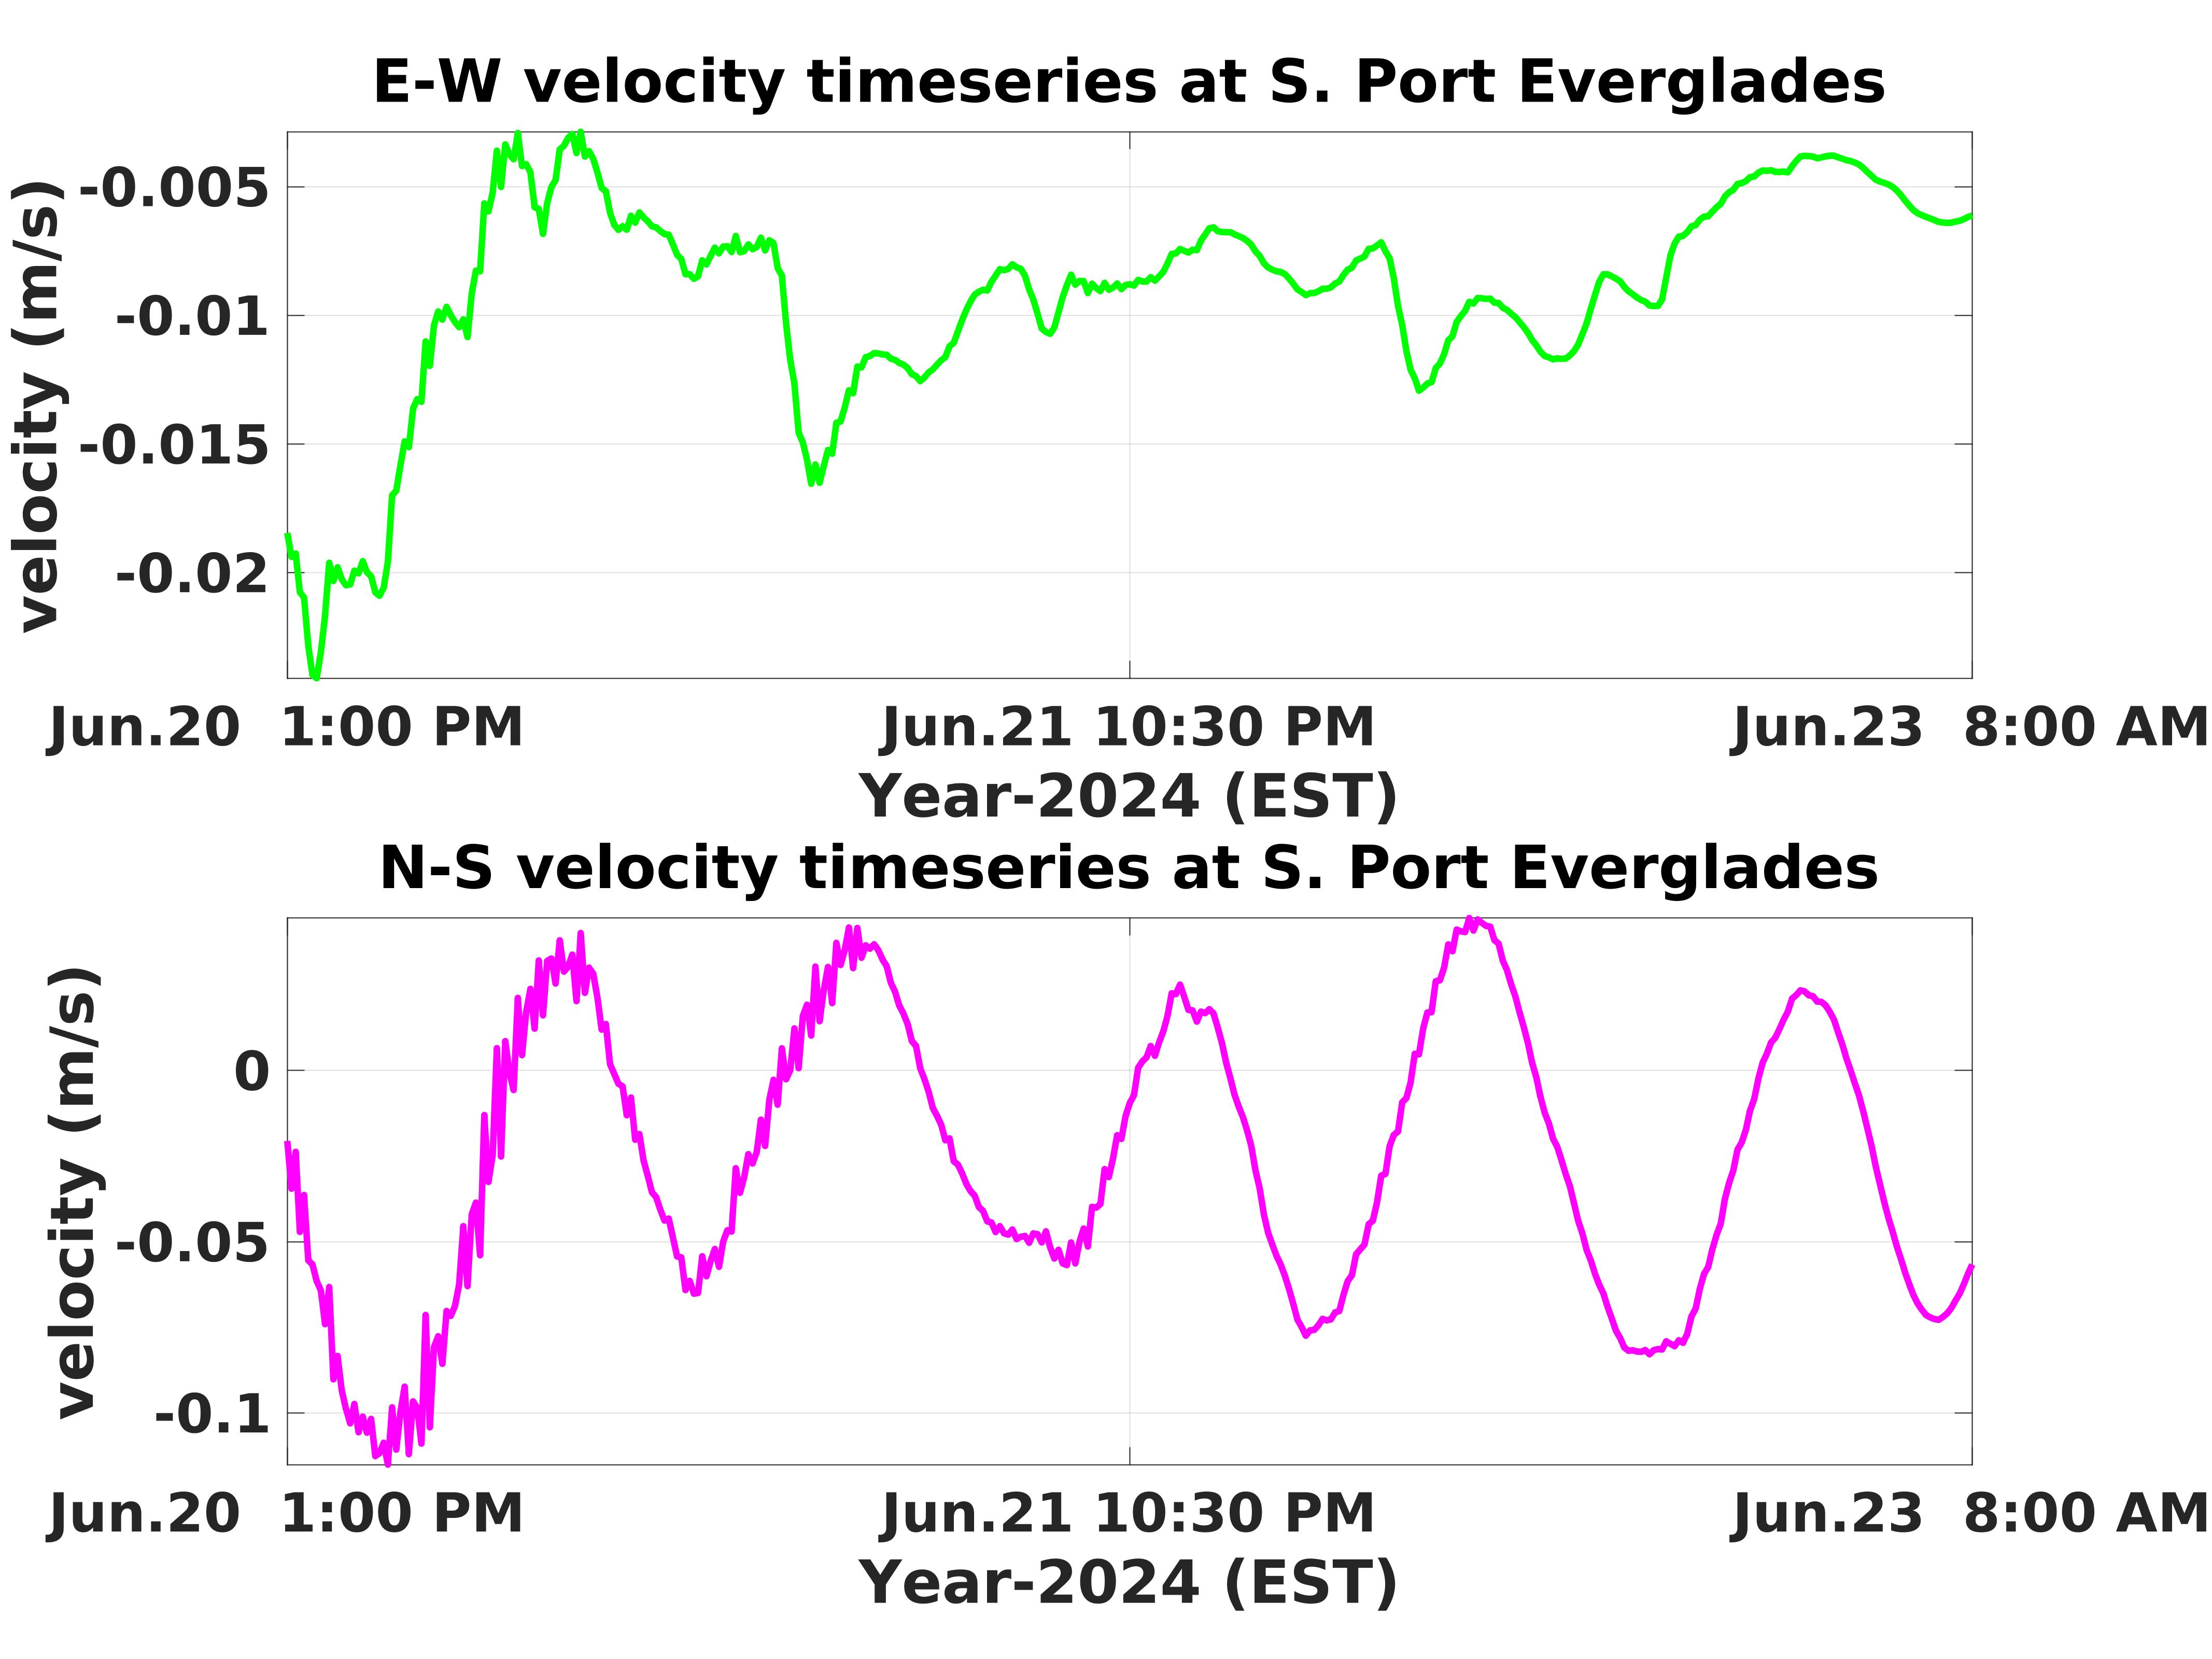 E-W velocity timeseries at S. Port Everglades
velocity (m/s)
-0.005
-0.01
-0.015
-0.02
Jun.20 1:00 PM
Jun.21 10:30 PM
Jun.23 8:00 AM
Year-2024 (EST)
N-S velocity timeseries at S. Port Everglades
velocity (m/s)
0
-0.05
-0.1
Jun.20 1:00 PM
Jun.21 10:30 PM
Jun.23 8:00 AM
Year-2024 (EST)